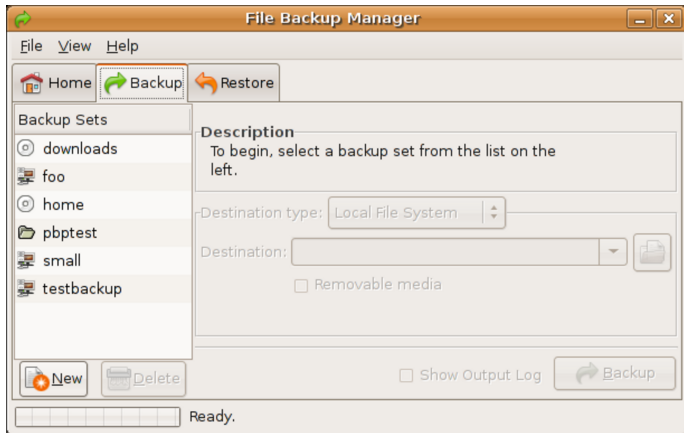 File Backup Manager
File View Help
Home Backup Restore
Backup Sets
downloads
foo
home
pbptest
small
testbackup
New Delete
Description
To begin, select a backup set from the list on the
left.
Destination type: Local File System
Destination:
Removable media
Show Output Log Backup
Ready.